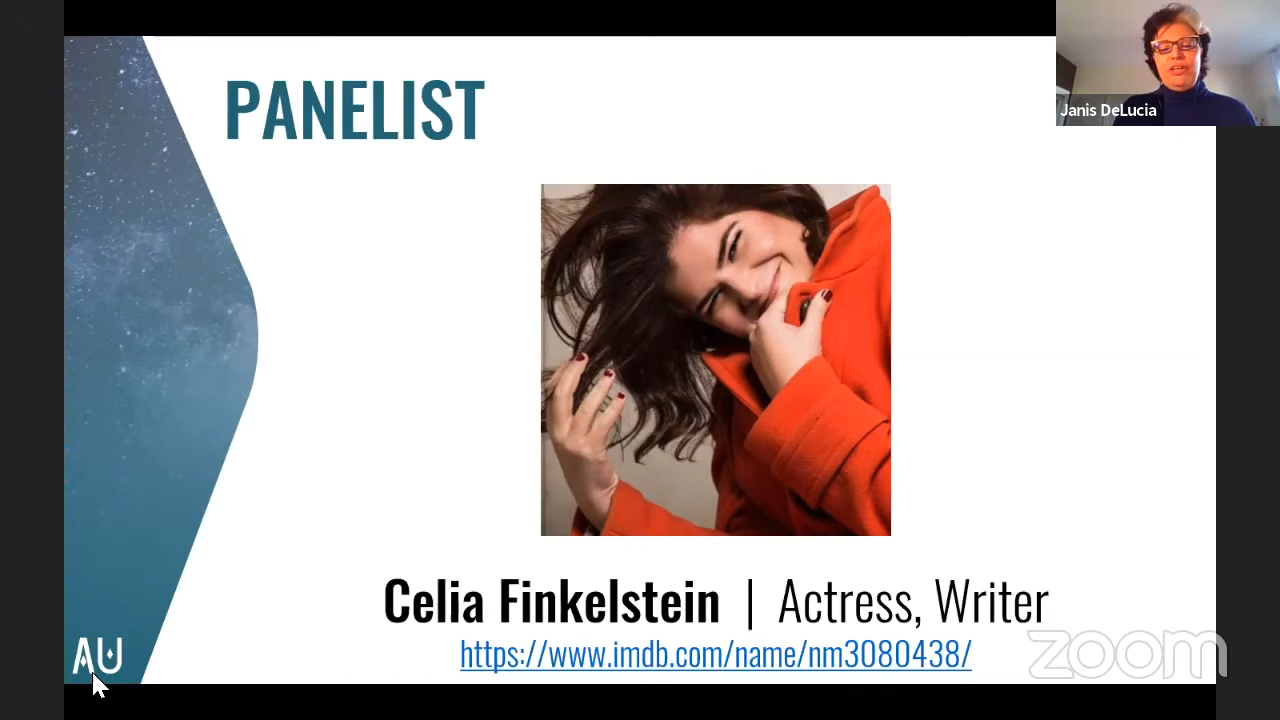 PANELIST
Janis DeLucia
Celia Finkelstein | Actress, Writer
https://www.imdb.com/name/nm3080438/
AU
zoom